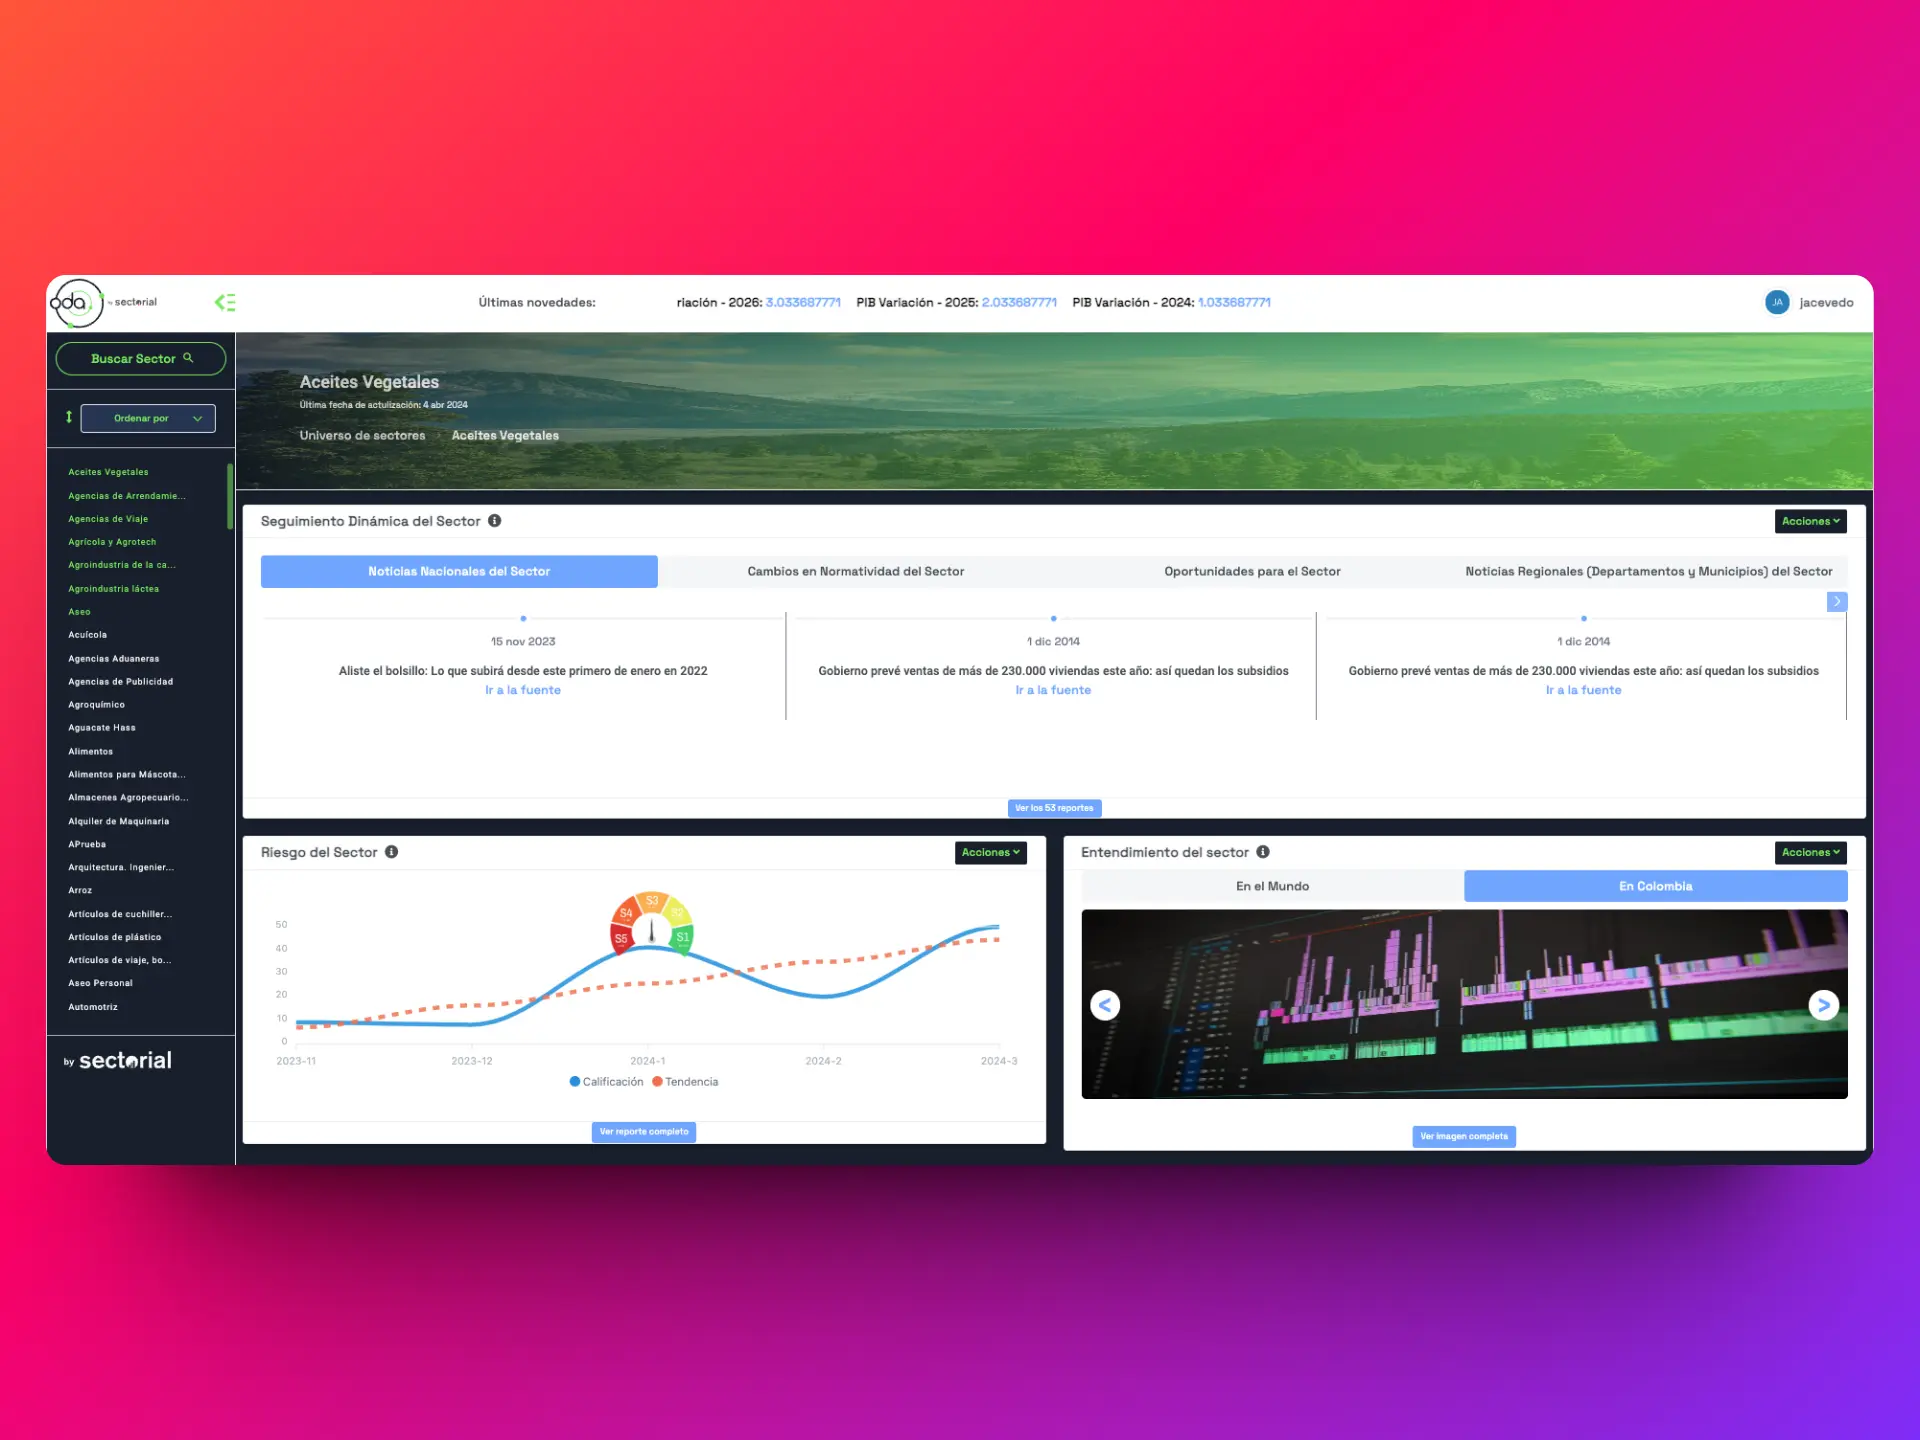 oda by sectorial
Últimas novedades:
riación - 2026: 3.033687771 PIB Variación - 2025: 2.033687771 PIB Variación - 2024: 1.033687771
JA jacevedo
Buscar Sector
Ordenar por
Aceites Vegetales
Agencias de Arrendamie...
Agencias de Viaje
Agrícola y Agrotech
Agroindustria de la ca...
Agroindustria láctea
Aseo
Acuícola
Agencias Aduaneras
Agencias de Publicidad
Agroquímico
Aguacate Hass
Alimentos
Alimentos para Máscota...
Almacenes Agropecuario...
Alquiler de Maquinaria
APrueba
Arquitectura. Ingenier...
Arroz
Artículos de cuchiller...
Artículos de plástico
Artículos de viaje, bo...
Aseo Personal
Automotriz
by sectorial
Aceites Vegetales
Última fecha de actulización: 4 abr 2024
Universo de sectores Aceites Vegetales
Seguimiento Dinámica del Sector
Acciones
Noticias Nacionales del Sector
Cambios en Normatividad del Sector
Oportunidades para el Sector
Noticias Regionales (Departamentos y Municipios) del Sector
15 nov 2023
Aliste el bolsillo: Lo que subirá desde este primero de enero en 2022
Ir a la fuente
1 dic 2014
Gobierno prevé ventas de más de 230.000 viviendas este año: así quedan los subsidios
Ir a la fuente
1 dic 2014
Gobierno prevé ventas de más de 230.000 viviendas este año: así quedan los subsidios
Ir a la fuente
Ver los 53 reportes
Riesgo del Sector
Acciones
S5
S4
S3
S2
S1
50
40
30
20
10
0
2023-11
2023-12
2024-1
2024-2
2024-3
Calificación Tendencia
Ver reporte completo
Entendimiento del sector
Acciones
En el Mundo
En Colombia
Ver imagen completa